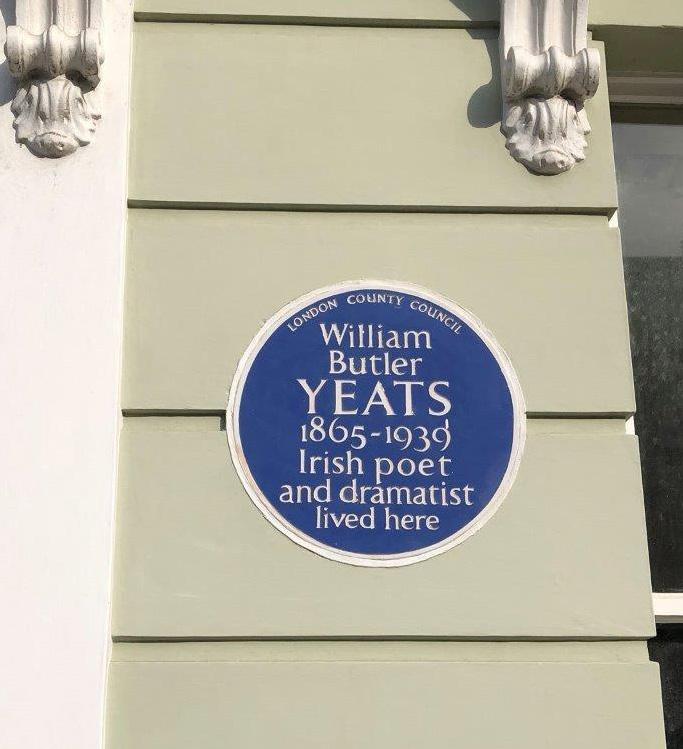 LONDON COUNTY COUNCIL
William
Butler
YEATS
1865-1939
Irish poet
and dramatist
lived here